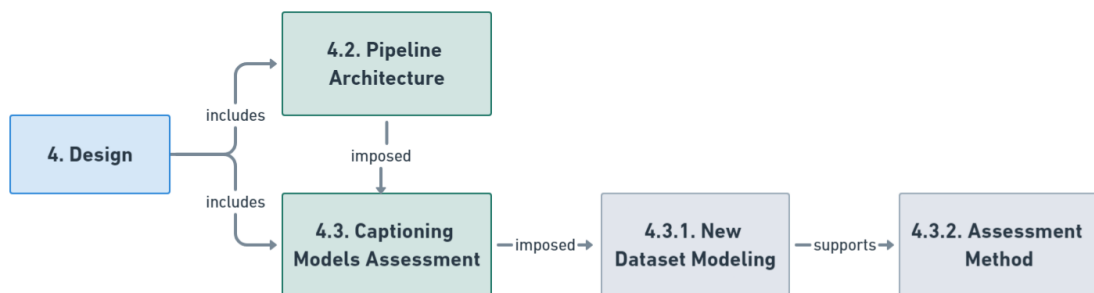 4.2. Pipeline
Architecture
includes
4. Design
imposed
includes
4.3. Captioning
Models Assessment
imposed
4.3.1. New
Dataset Modeling
supports
4.3.2. Assessment
Method